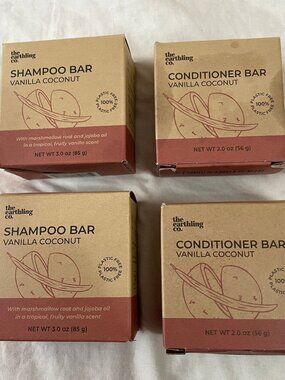 the
earthling
co.
SHAMPOO BAR
VANILLA COCONUT
PLASTIC FREE
100%
PLASTIC FREE
With marshmallow root and jojoba oil
in a tropical, fruity vanilla scent
NET WT 3.0 oz (85 g)
the
earthling
co.
CONDITIONER BAR
VANILLA COCONUT
PLASTIC FREE
100%
PLASTIC FREE
NET WT 2.0 oz (56 g)
the
earthling
co.
SHAMPOO BAR
VANILLA COCONUT
PLASTIC FREE
100%
PLASTIC FREE
With marshmallow root and jojoba oil
in a tropical, fruity vanilla scent
NET WT 3.0 oz (85 g)
the
earthling
co.
CONDITIONER BAR
VANILLA COCONUT
100%
NET WT 2.0 oz (56 g)